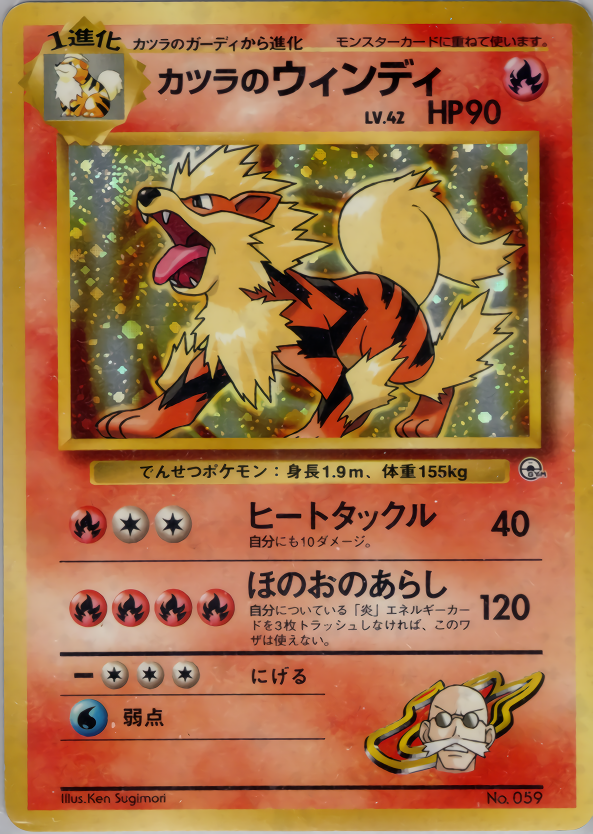 1進化
カツラのガーディから進化
モンスターカードに重ねて使います。
カツラのウィンディ
LV.42 HP90
でんせつポケモン：身長1.9m、体重155kg
GYM
ヒートタックル 40
自分にも10ダメージ。
ほのおのあらし 120
自分についている「炎」エネルギーカー
ドを3枚トラッシュしなければ、このワ
ザは使えない。
にげる
弱点
Illus.Ken Sugimori
No. 059